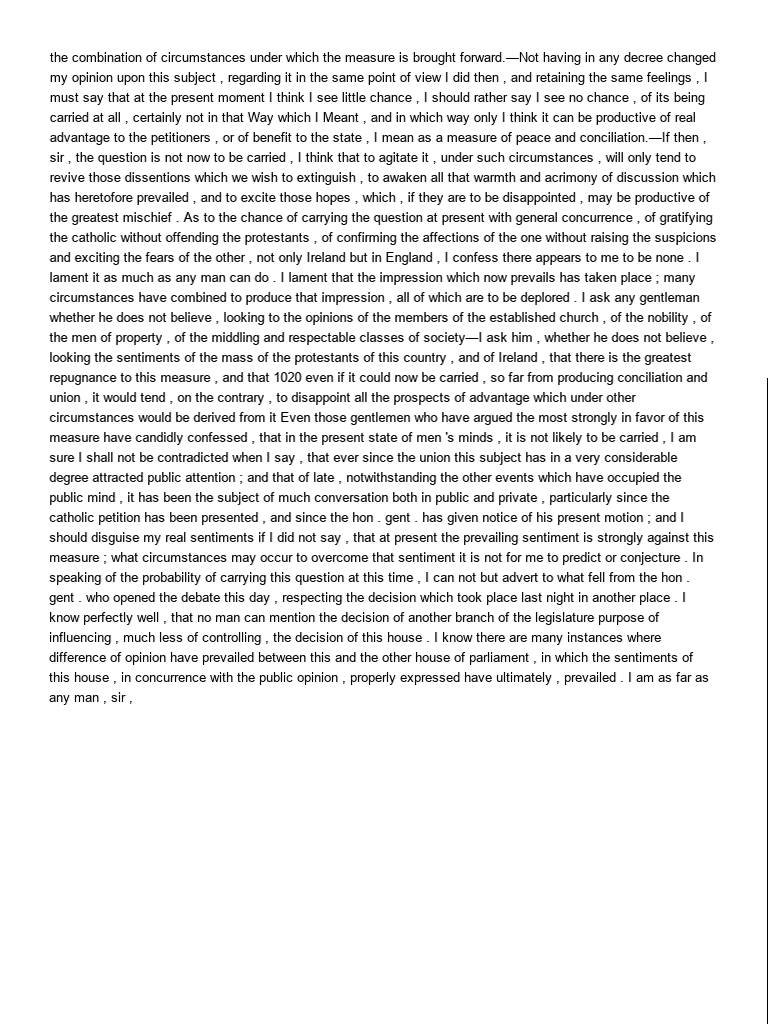 the combination of circumstances under which the measure is brought forward.—Not having in any decree changed
my opinion upon this subject , regarding it in the same point of view I did then , and retaining the same feelings , I
must say that at the present moment I think I see little chance , I should rather say I see no chance , of its being
carried at all , certainly not in that Way which I Meant , and in which way only I think it can be productive of real
advantage to the petitioners , or of benefit to the state , I mean as a measure of peace and conciliation.—If then ,
sir , the question is not now to be carried , I think that to agitate it , under such circumstances , will only tend to
revive those dissentions which we wish to extinguish , to awaken all that warmth and acrimony of discussion which
has heretofore prevailed , and to excite those hopes , which , if they are to be disappointed , may be productive of
the greatest mischief . As to the chance of carrying the question at present with general concurrence , of gratifying
the catholic without offending the protestants , of confirming the affections of the one without raising the suspicions
and exciting the fears of the other , not only Ireland but in England , I confess there appears to me to be none . I
lament it as much as any man can do . I lament that the impression which now prevails has taken place ; many
circumstances have combined to produce that impression , all of which are to be deplored . I ask any gentleman
whether he does not believe , looking to the opinions of the members of the established church , of the nobility , of
the men of property , of the middling and respectable classes of society—I ask him , whether he does not believe ,
looking the sentiments of the mass of the protestants of this country , and of Ireland , that there is the greatest
repugnance to this measure , and that 1020 even if it could now be carried , so far from producing conciliation and
union , it would tend , on the contrary , to disappoint all the prospects of advantage which under other
circumstances would be derived from it Even those gentlemen who have argued the most strongly in favor of this
measure have candidly confessed , that in the present state of men 's minds , it is not likely to be carried , I am
sure I shall not be contradicted when I say , that ever since the union this subject has in a very considerable
degree attracted public attention ; and that of late , notwithstanding the other events which have occupied the
public mind , it has been the subject of much conversation both in public and private , particularly since the
catholic petition has been presented , and since the hon . gent . has given notice of his present motion ; and I
should disguise my real sentiments if I did not say , that at present the prevailing sentiment is strongly against this
measure ; what circumstances may occur to overcome that sentiment it is not for me to predict or conjecture . In
speaking of the probability of carrying this question at this time , I can not but advert to what fell from the hon .
gent . who opened the debate this day , respecting the decision which took place last night in another place . I
know perfectly well , that no man can mention the decision of another branch of the legislature purpose of
influencing , much less of controlling , the decision of this house . I know there are many instances where
difference of opinion have prevailed between this and the other house of parliament , in which the sentiments of
this house , in concurrence with the public opinion , properly expressed have ultimately , prevailed . I am as far as
any man , sir ,